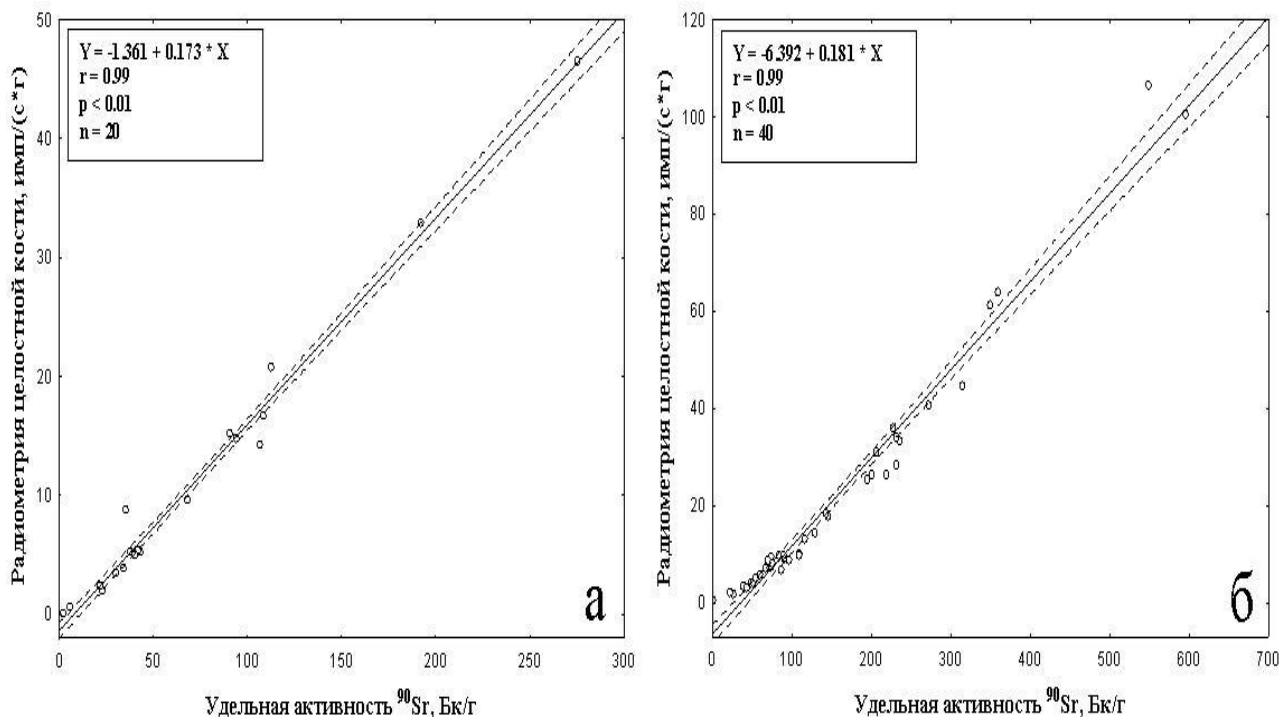 Y = -1.361 + 0.173 * X
r = 0.99
p < 0.01
n = 20
Радиометрия целостной кости, имп/(с*г)
50
40
30
20
10
0
0 50 100 150 200 250 300
Удельная активность ⁹⁰Sr, Бк/г
а
Y = -6.392 + 0.181 * X
r = 0.99
p < 0.01
n = 40
Радиометрия целостной кости, имп/(с*г)
120
100
80
60
40
20
0
0 100 200 300 400 500 600 700
Удельная активность ⁹⁰Sr, Бк/г
б